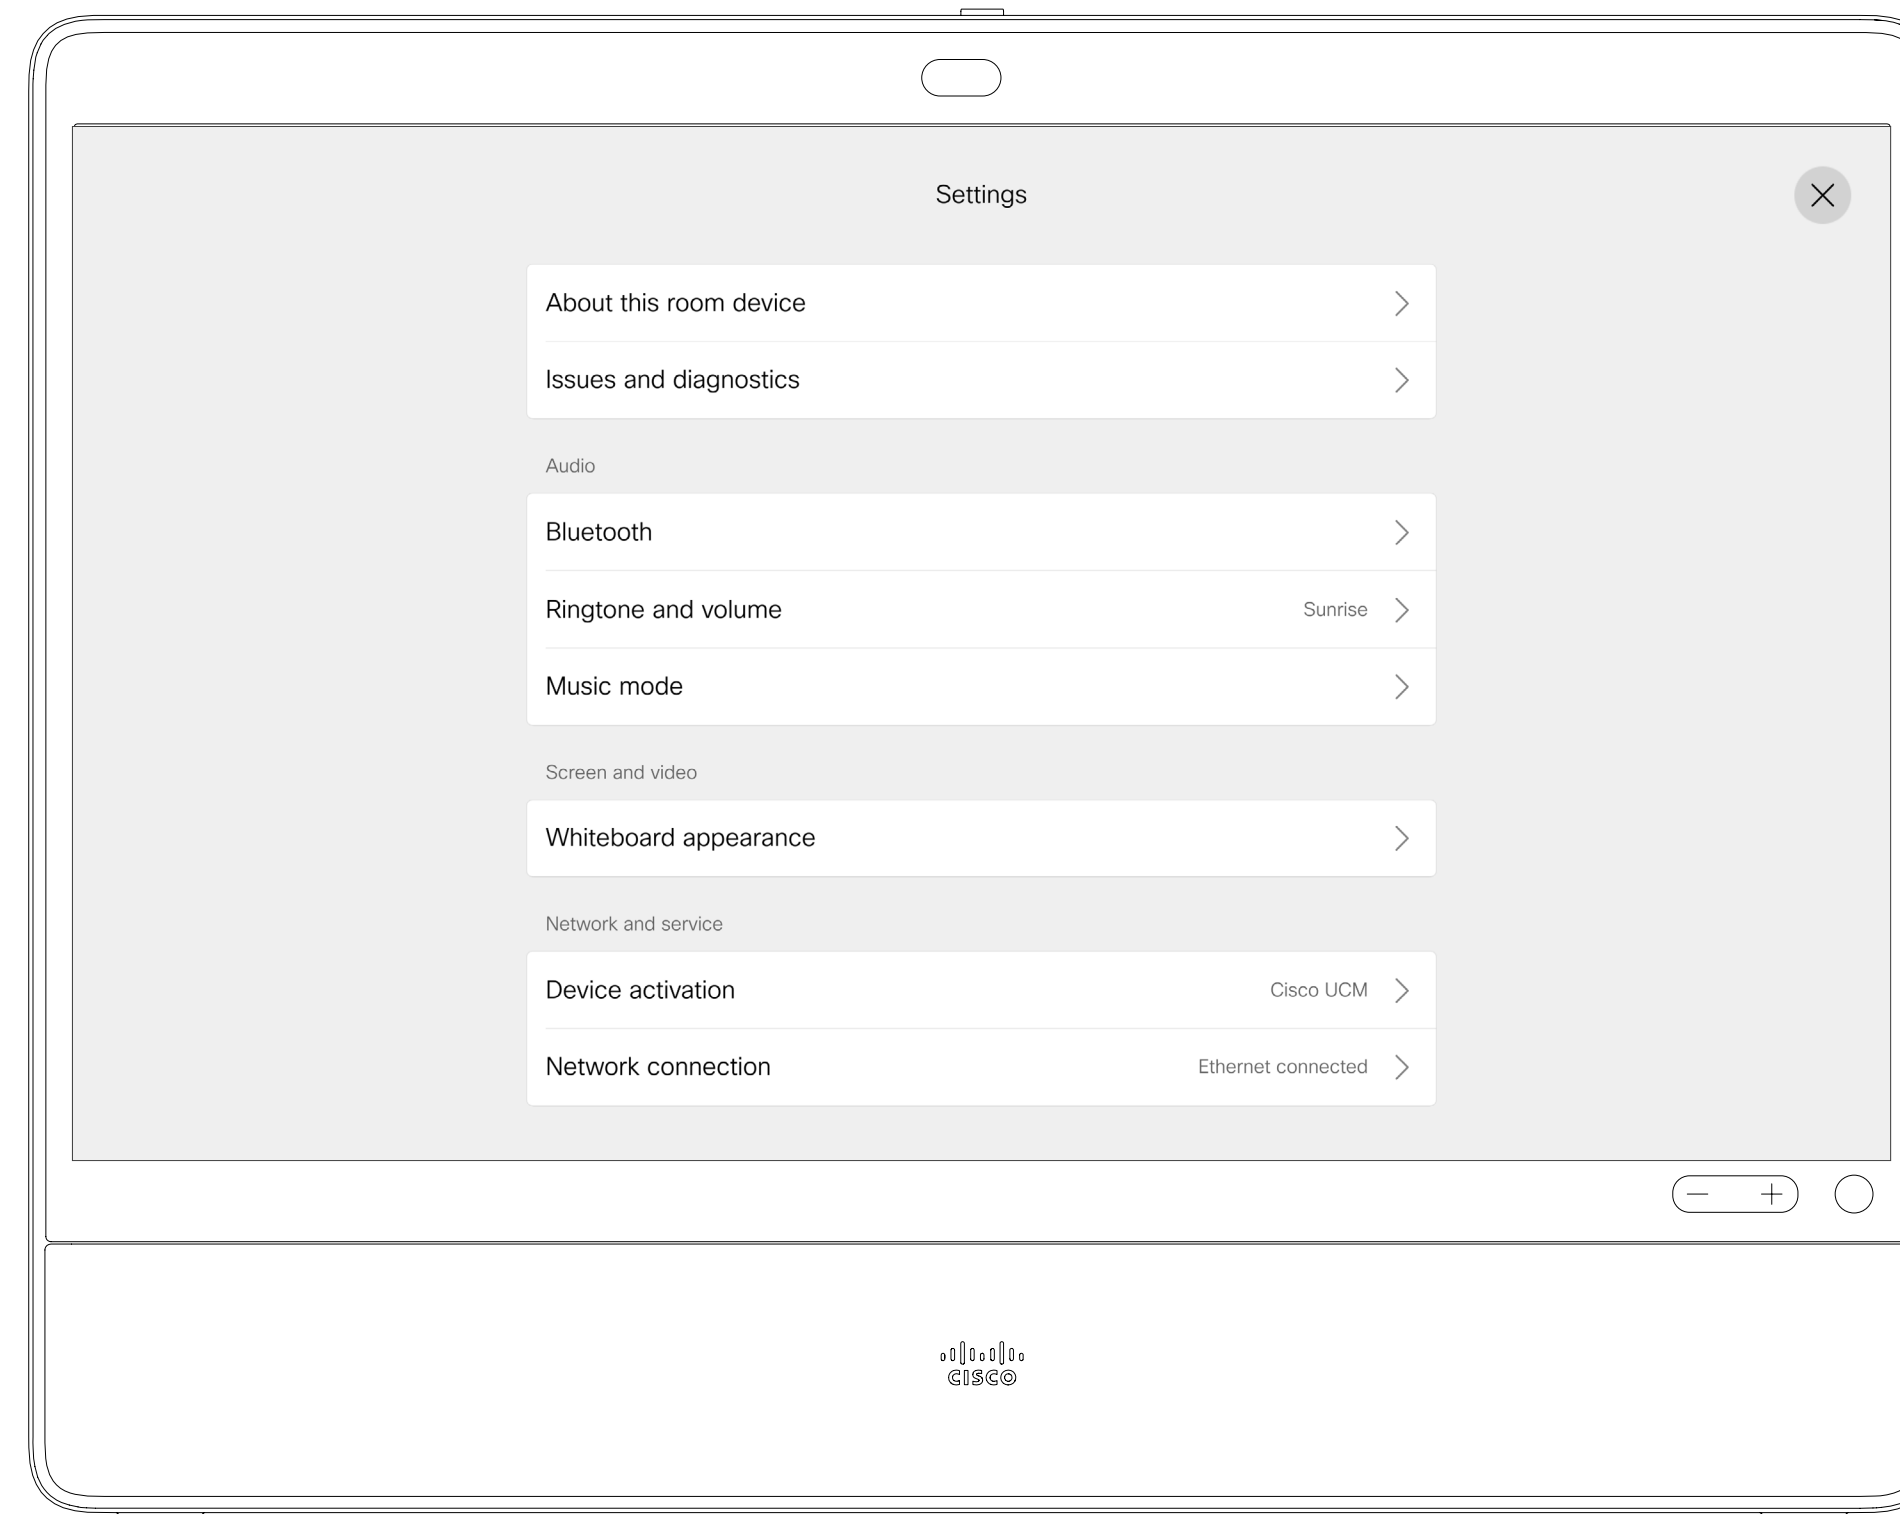 Settings
About this room device
Issues and diagnostics
Audio
Bluetooth
Ringtone and volume Sunrise
Music mode
Screen and video
Whiteboard appearance
Network and service
Device activation Cisco UCM
Network connection Ethernet connected
CISCO